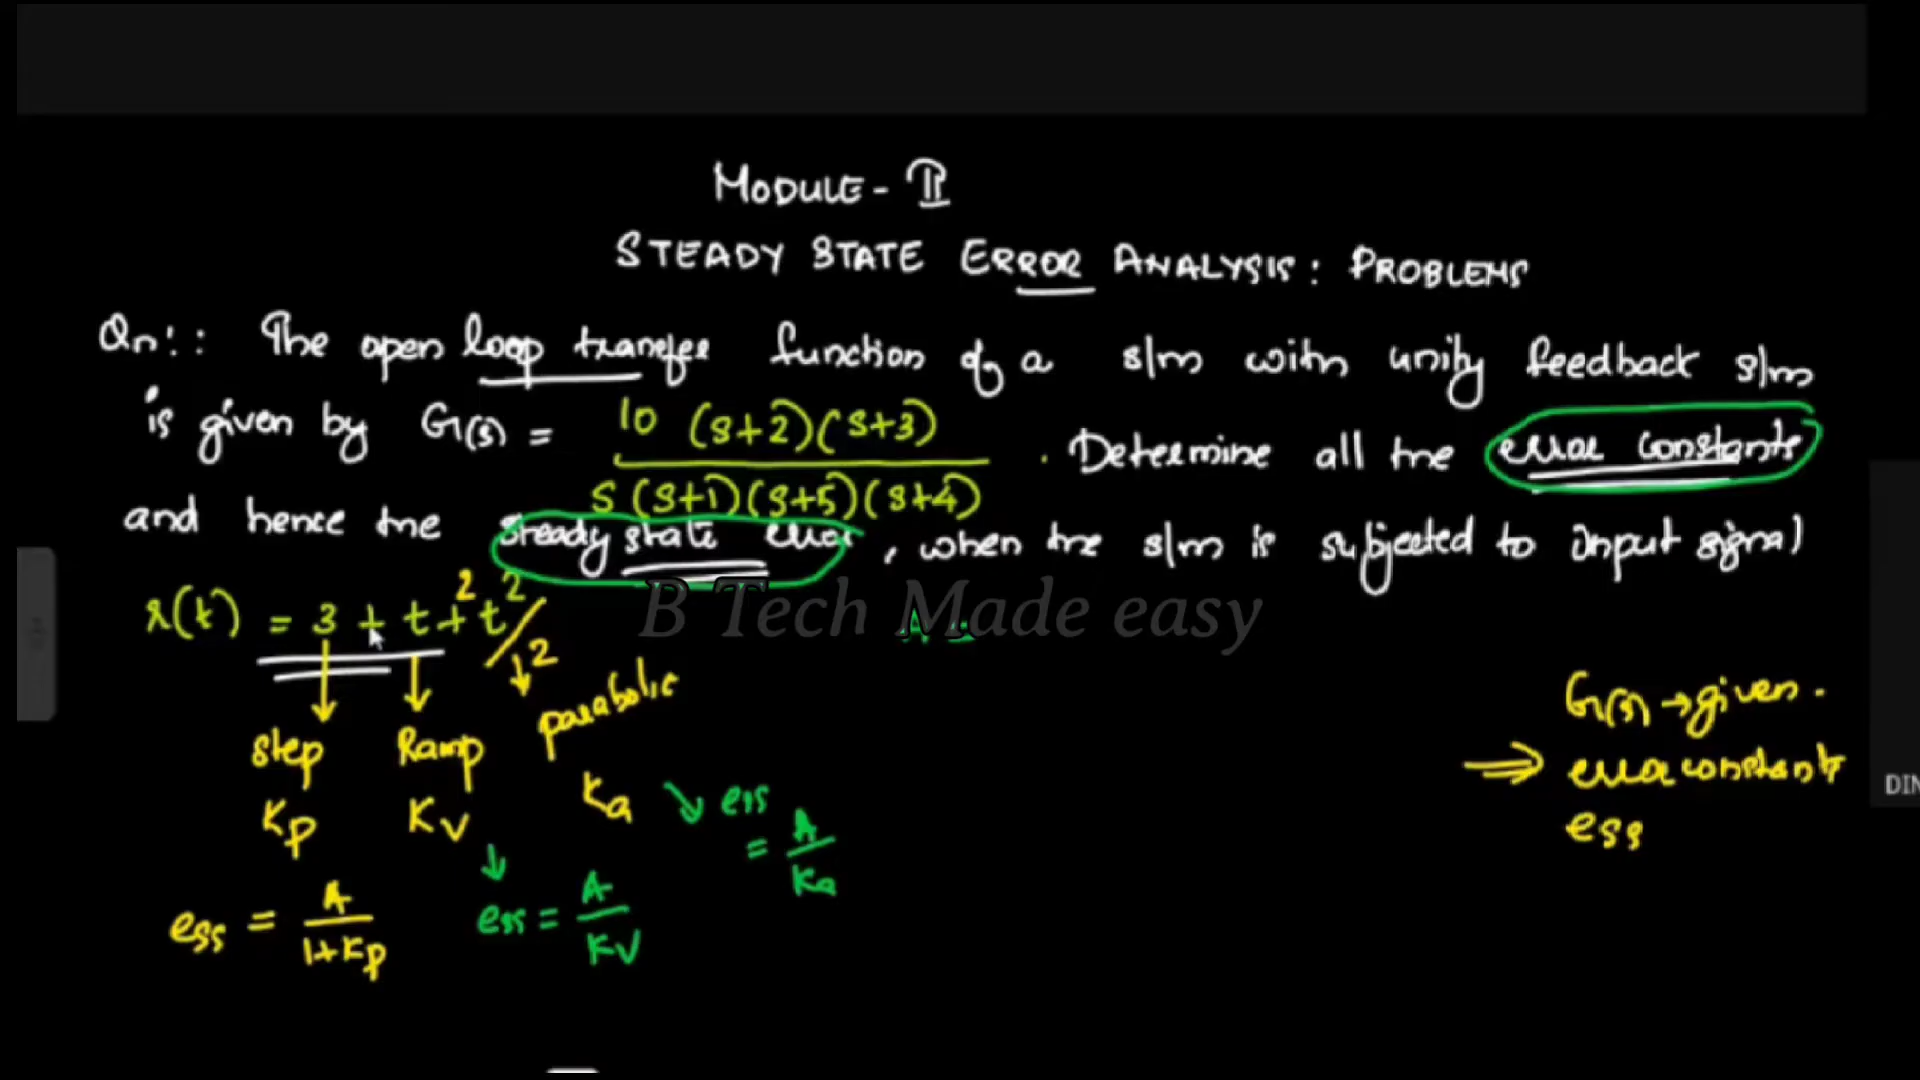 MODULE - II
STEADY STATE ERROR ANALYSIS : PROBLEMS
Qn: : The open loop transfer function of a s/m with unity feedback s/m
is given by G(s) = 10 (s+2)(s+3) / s (s+1)(s+5)(s+4) . Determine all the error constants
and hence the steady state error , when the s/m is subjected to input signal
r(t) = 3 + t + t²/2
2
B Tech Made easy
A =
Step
Ramp
parabolic
Kp
Kv
Ka
ess = A/Ka
ess = A/1+Kp
ess = A/Kv
G(s) → given .
⇒ error constants
ess
DIN